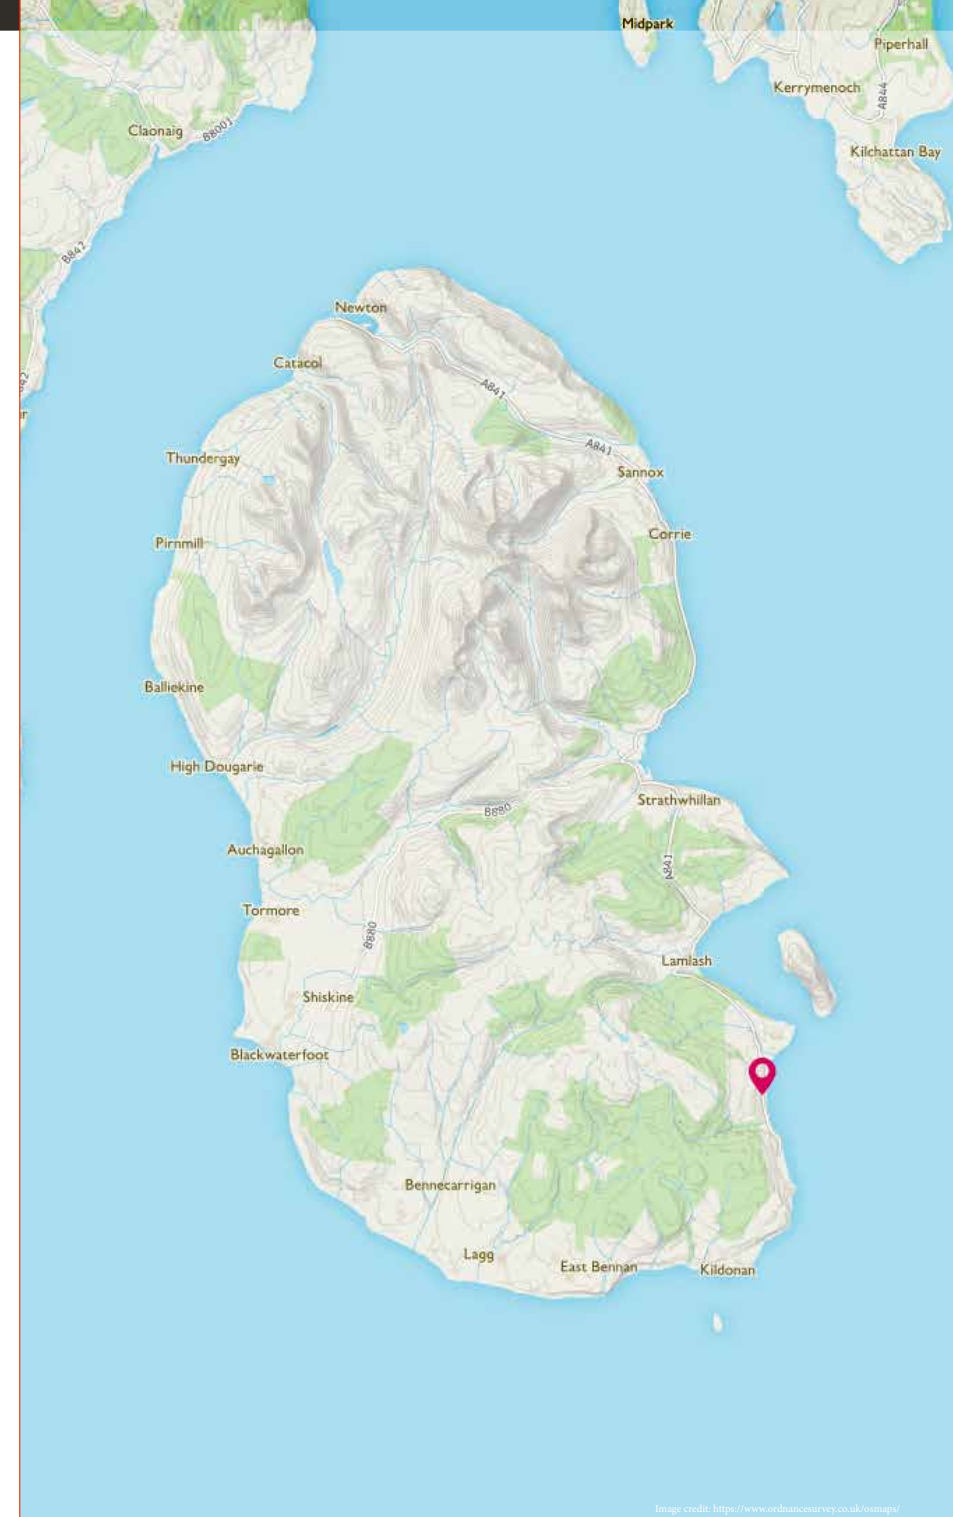 Midpark
Piperhall
Kerrymenoch
A844
Claonaig
B8001
Kilchattan Bay
B842
Newton
Catacol
A841
A841
Thundergay
Sannox
Corrie
Pirnmill
Balliekine
High Dougarie
Strathwhillan
B880
Auchagallon
A841
Tormore
B880
Lamlash
Shiskine
Blackwaterfoot
Bennecarrigan
Lagg
East Bennan
Kildonan
Image credit: https://www.ordnancesurvey.co.uk/osmaps/